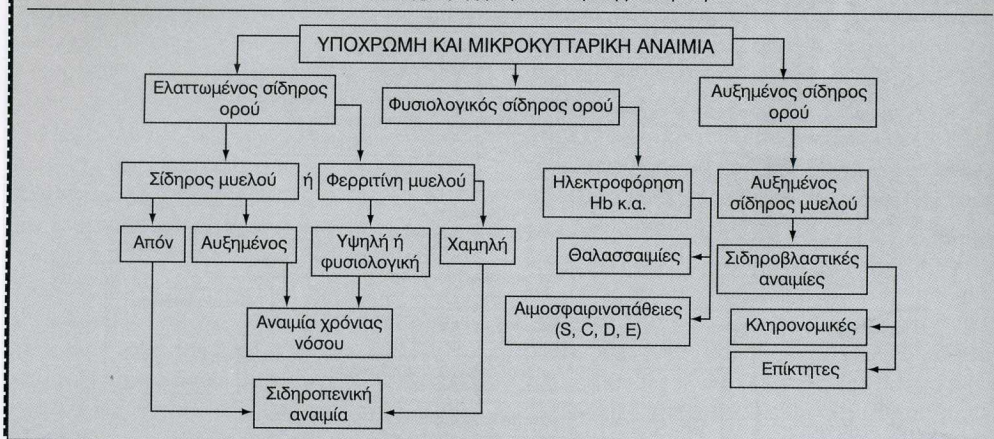 ΥΠΟΧΡΩΜΗ ΚΑΙ ΜΙΚΡΟΚΥΤΤΑΡΙΚΗ ΑΝΑΙΜΙΑ
Ελαττωμένος σίδηρος
ορού
Φυσιολογικός σίδηρος ορού
Αυξημένος σίδηρος
ορού
Σίδηρος μυελού
ή
Φερριτίνη μυελού
Ηλεκτροφόρηση
Hb κ.α.
Αυξημένος
σίδηρος μυελού
Απόν
Αυξημένος
Υψηλή ή
φυσιολογική
Χαμηλή
Θαλασσαιμίες
Σιδηροβλαστικές
αναιμίες
Αναιμία χρόνιας
νόσου
Αιμοσφαιρινοπάθειες
(S, C, D, E)
Κληρονομικές
Επίκτητες
Σιδηροπενική
αναιμία